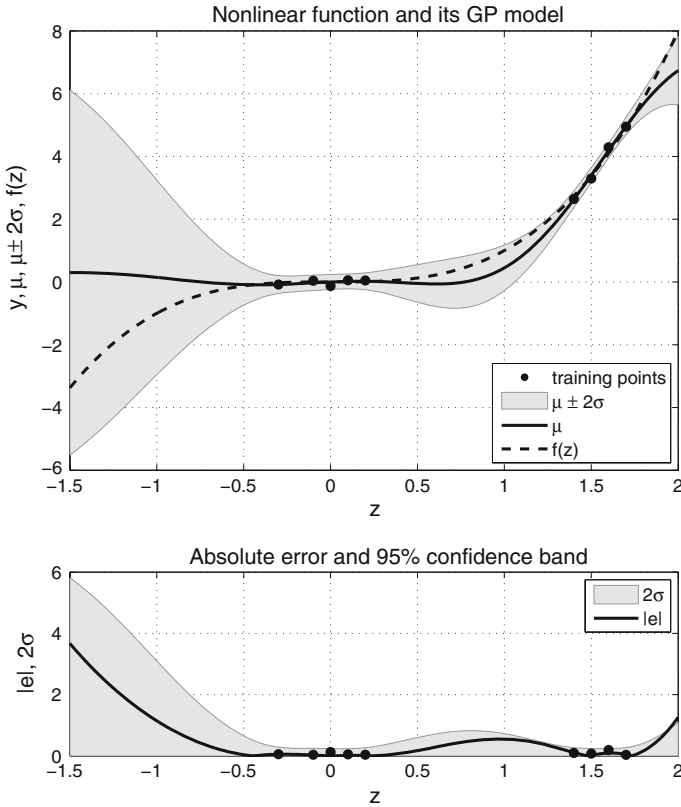 Nonlinear function and its GP model
y, μ, μ± 2σ, f(z)
8
6
4
2
0
−2
−4
−6
training points
μ ± 2σ
μ
f(z)
−1.5 −1 −0.5 0 0.5 1 1.5 2
z
Absolute error and 95% confidence band
|e|, 2σ
6
4
2
0
2σ
|e|
−1.5 −1 −0.5 0 0.5 1 1.5 2
z